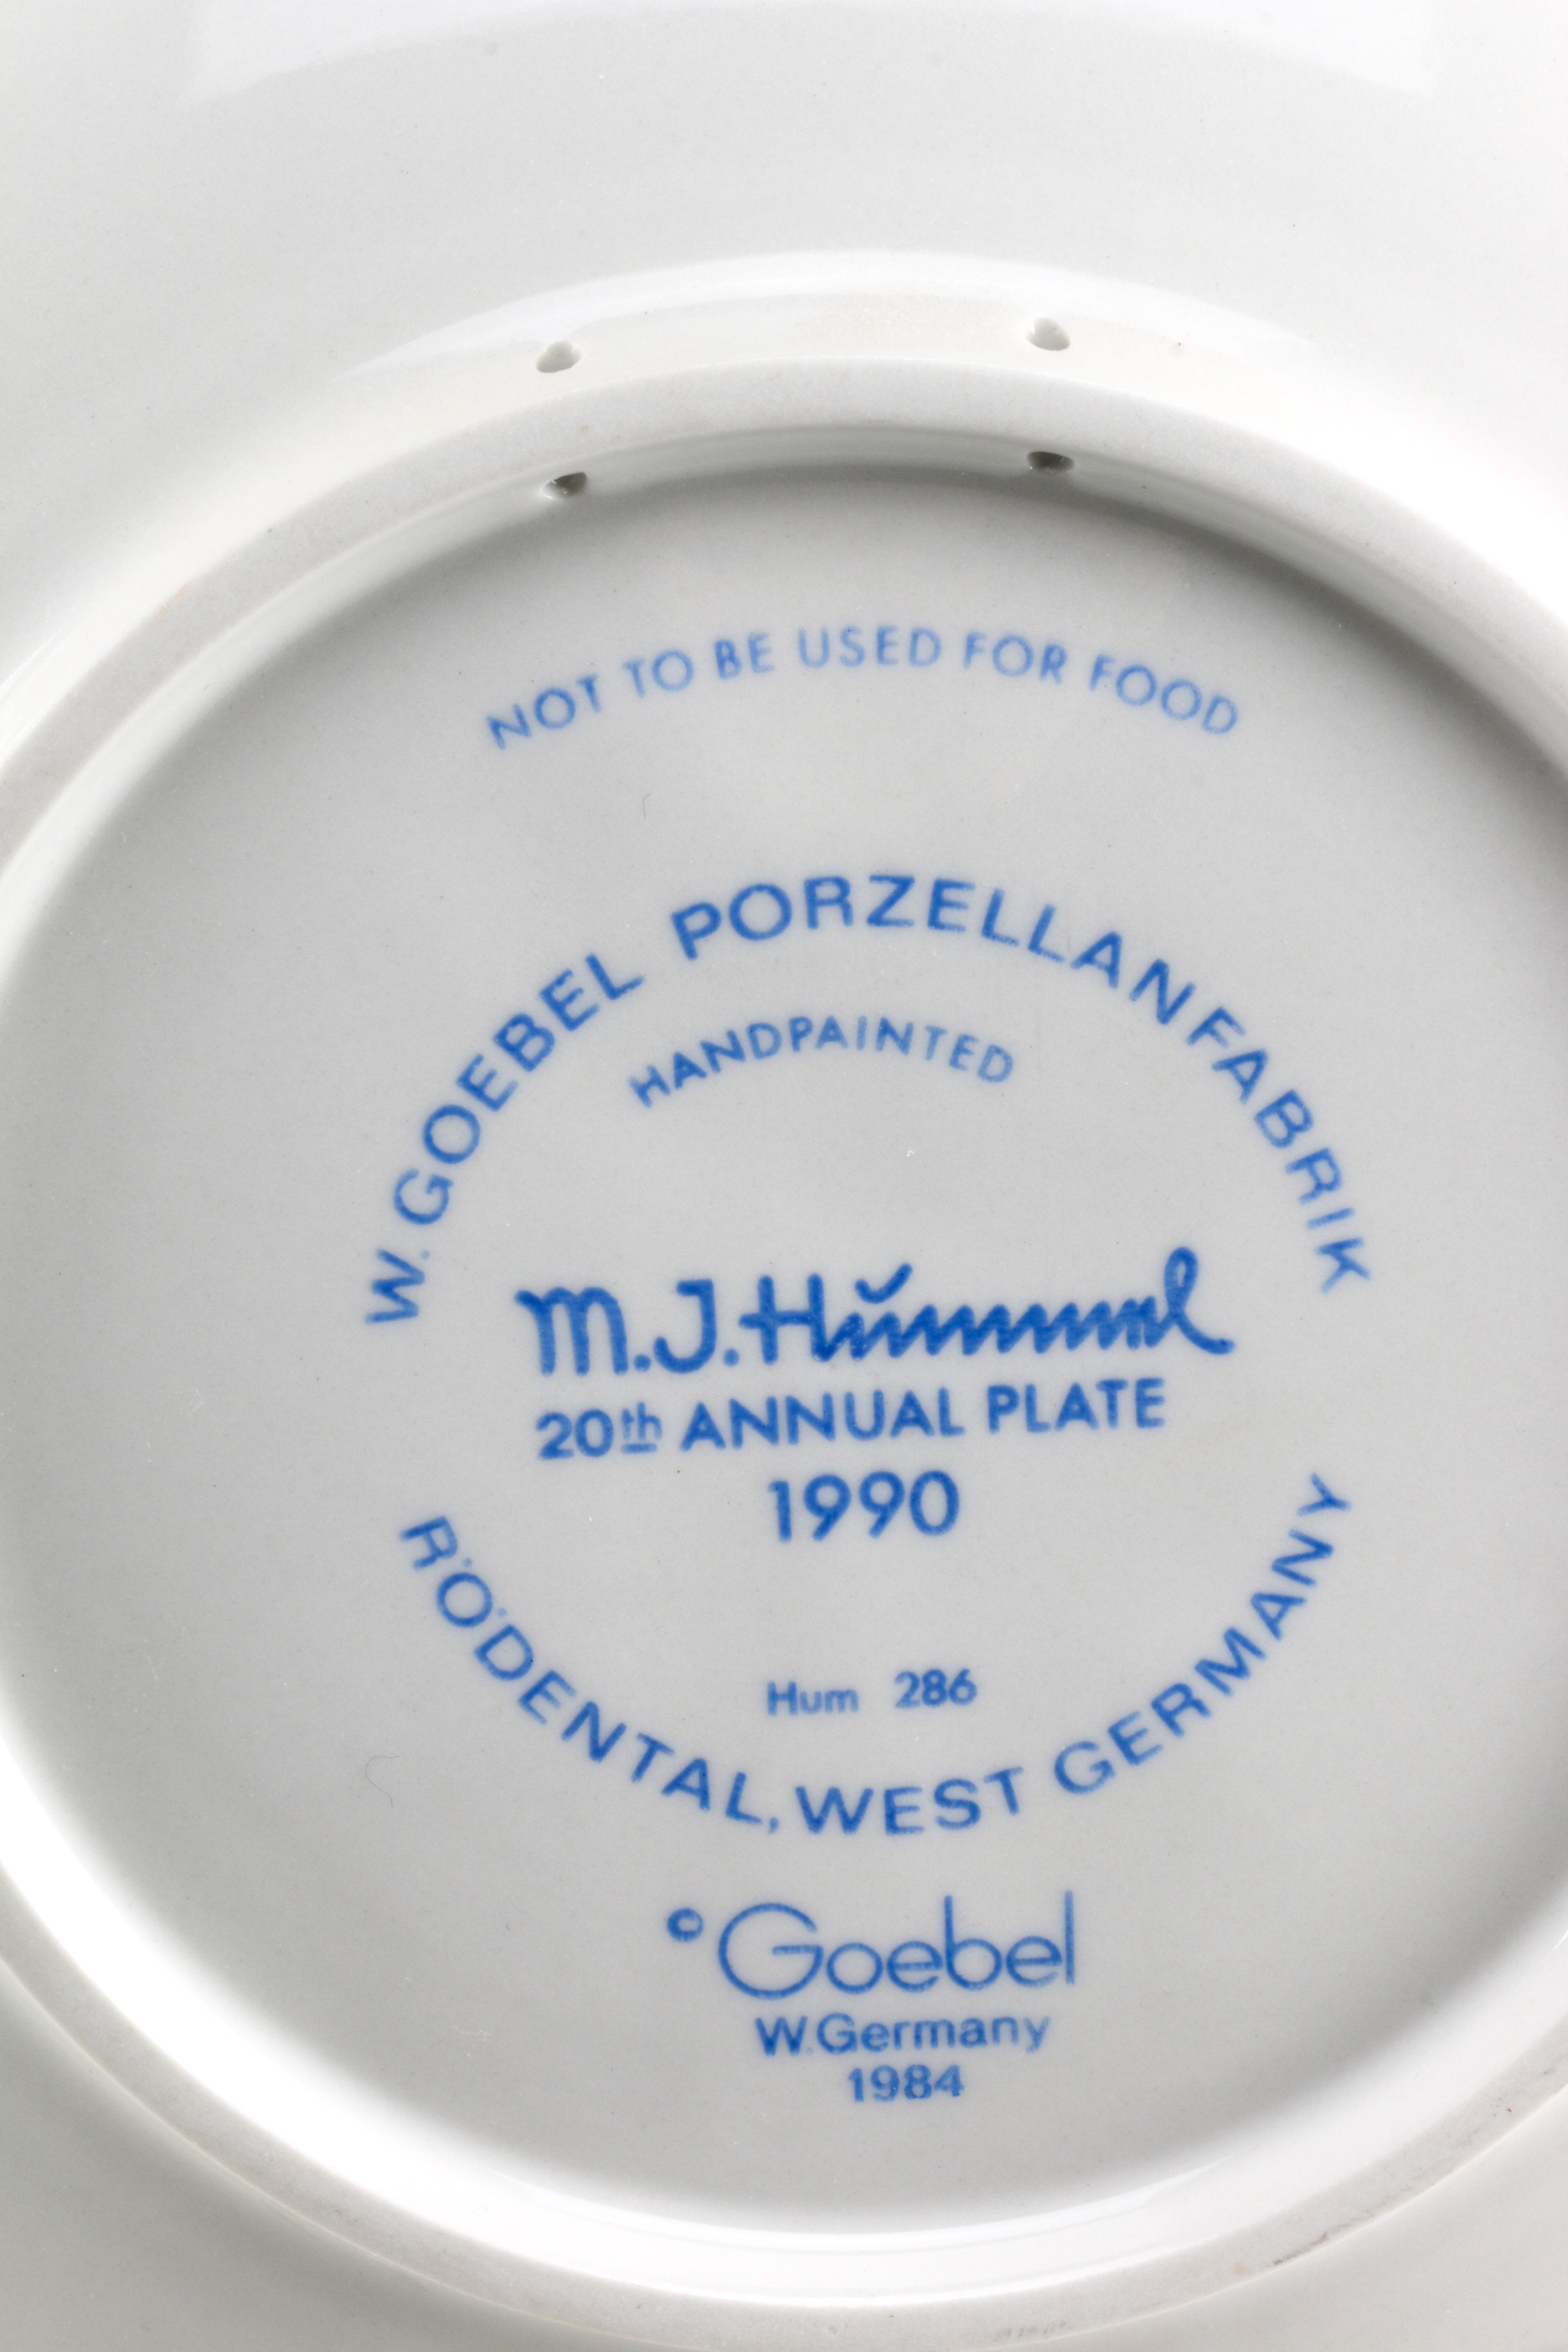 NOT TO BE USED FOR FOOD
W. GOEBEL PORZELLANFABRIK
HANDPAINTED
M.J.Hummel
20th ANNUAL PLATE
1990
Hum 286
RÖDENTAL, WEST GERMANY
© Goebel
W.Germany
1984